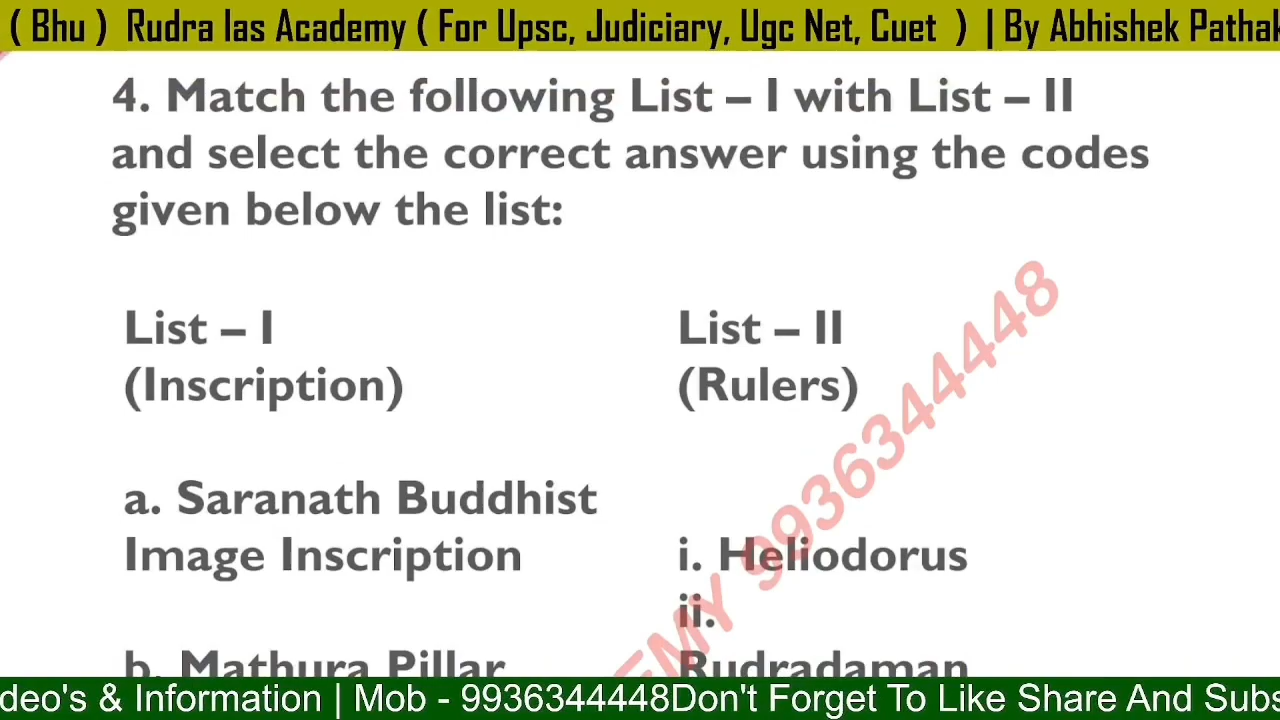 ( Bhu ) Rudra Ias Academy ( For Upsc, Judiciary, Ugc Net, Cuet ) | By Abhishek Pathak
4. Match the following List – I with List – II
and select the correct answer using the codes
given below the list:
List – I
List – II
(Inscription)
(Rulers)
a. Saranath Buddhist
Image Inscription
i. Heliodorus
ii.
b. Mathura Pillar
Rudradaman
EMY 9936344448
deo's & Information | Mob - 9936344448Don't Forget To Like Share And Subs